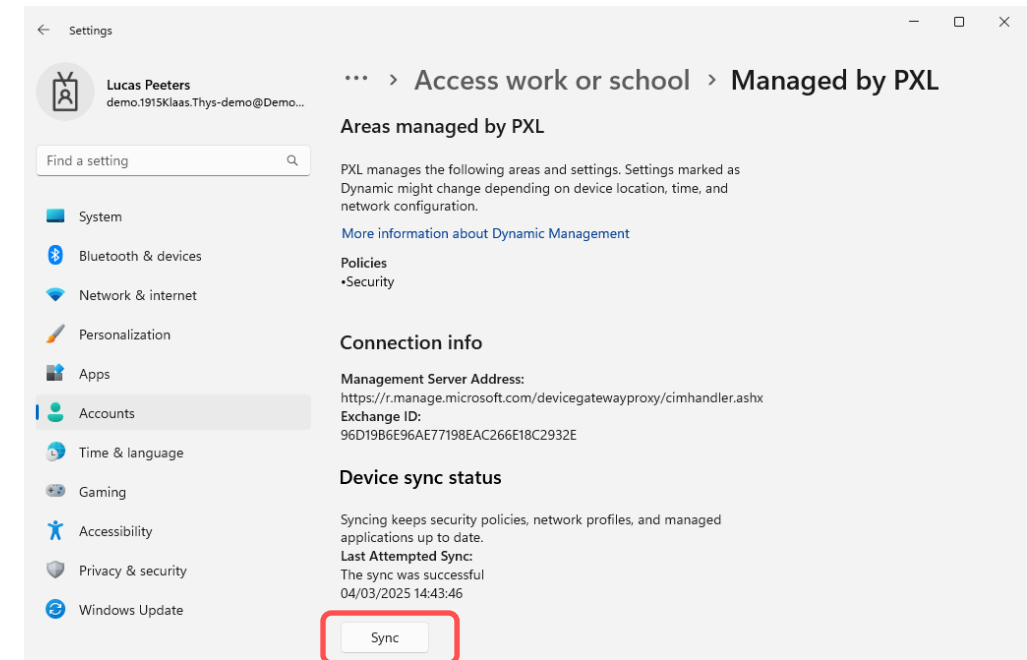 Settings
Lucas Peeters
demo.1915Klaas.Thys-demo@Demo...
Find a setting
System
Bluetooth & devices
Network & internet
Personalization
Apps
Accounts
Time & language
Gaming
Accessibility
Privacy & security
Windows Update
... > Access work or school > Managed by PXL
Areas managed by PXL
PXL manages the following areas and settings. Settings marked as
Dynamic might change depending on device location, time, and
network configuration.
More information about Dynamic Management
Policies
•Security
Connection info
Management Server Address:
https://r.manage.microsoft.com/devicegatewayproxy/cimhandler.ashx
Exchange ID:
96D19B6E96AE77198EAC266E18C2932E
Device sync status
Syncing keeps security policies, network profiles, and managed
applications up to date.
Last Attempted Sync:
The sync was successful
04/03/2025 14:43:46
Sync